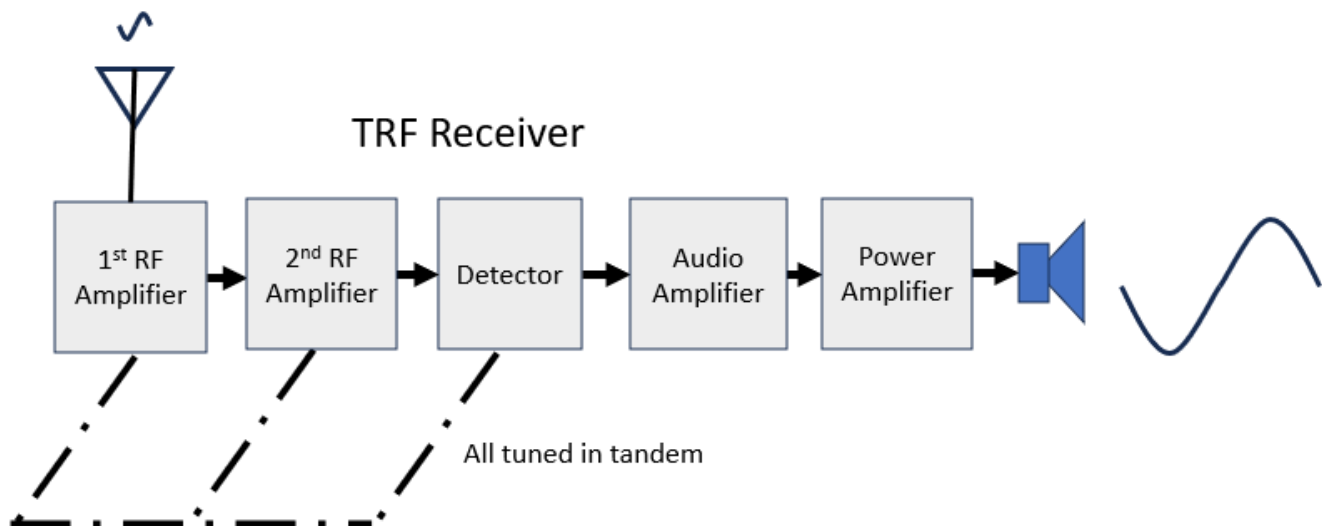 TRF Receiver
1st RF
Amplifier
2nd RF
Amplifier
Detector
Audio
Amplifier
Power
Amplifier
All tuned in tandem